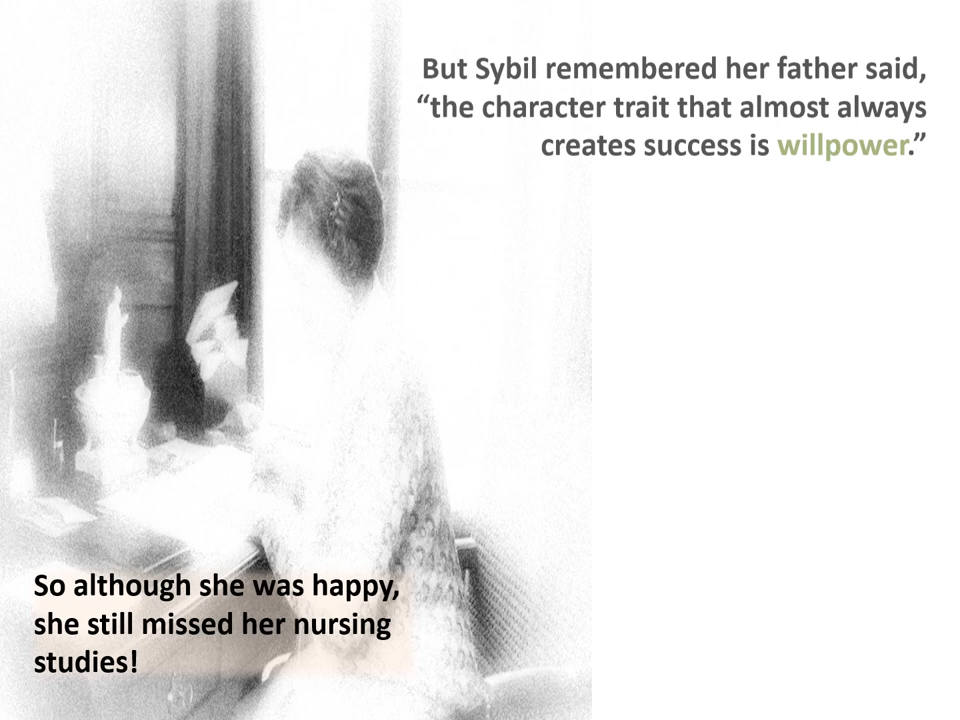 But Sybil remembered her father said,
“the character trait that almost always
creates success is willpower.”
So although she was happy,
she still missed her nursing
studies!